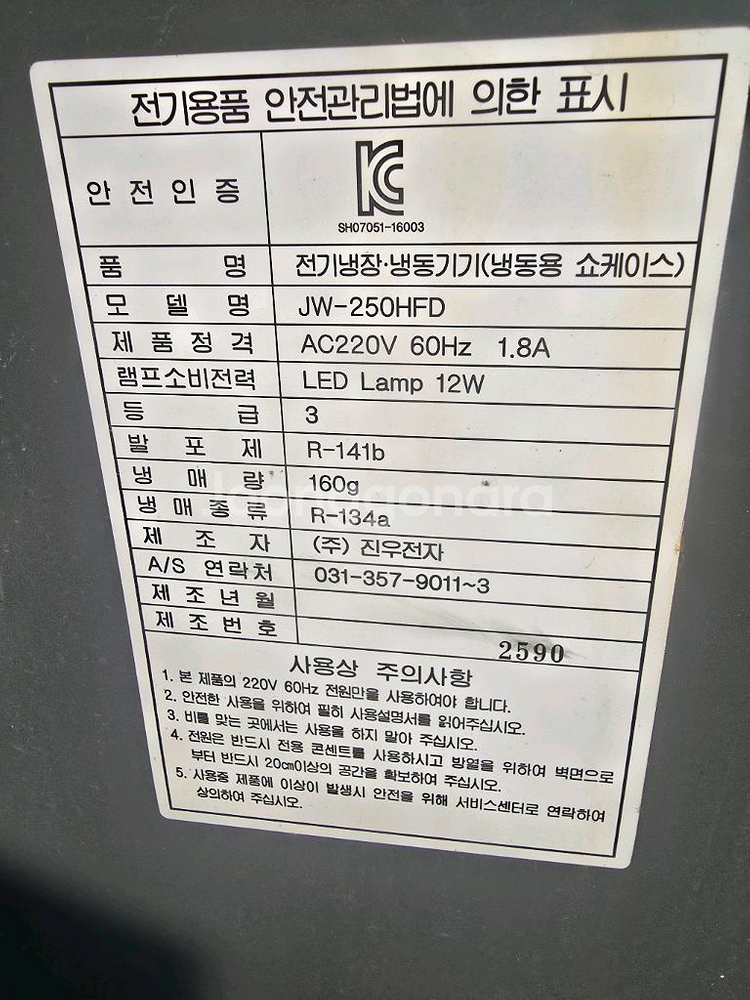 전기용품 안전관리법에 의한 표시
안전인증
KC
SH07051-16003
품명 전기냉장·냉동기기(냉동용 쇼케이스)
모델명 JW-250HFD
제품정격 AC220V 60Hz 1.8A
램프소비전력 LED Lamp 12W
등급 3
발포제 R-141b
냉매량 160g
냉매종류 R-134a
제조자 (주) 진우전자
A/S 연락처 031-357-9011~3
제조년월
제조번호 2590
사용상 주의사항
1. 본 제품의 220V 60Hz 전원만을 사용하여야 합니다.
2. 안전한 사용을 위하여 필히 사용설명서를 읽어주십시오.
3. 비를 맞는 곳에서는 사용을 하지 말아 주십시오.
4. 전원은 반드시 전용 콘센트를 사용하시고 방열을 위하여 벽면으로
부터 반드시 20cm이상의 공간을 확보하여 주십시오.
5. 사용중 제품에 이상이 발생시 안전을 위해 서비스센터로 연락하여
상의하여 주십시오.